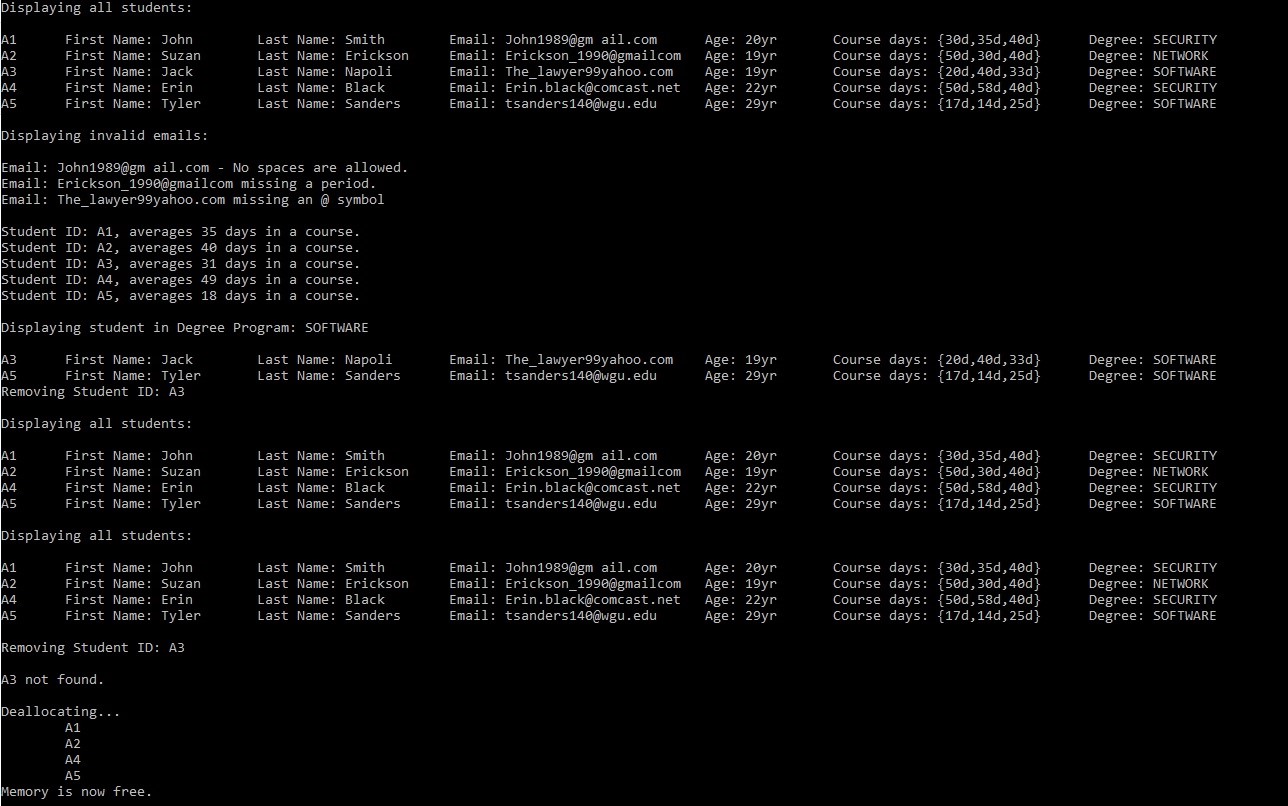 Displaying all students:
A1 First Name: John Last Name: Smith Email: John1989@gm ail.com Age: 20yr Course days: {30d,35d,40d} Degree: SECURITY
A2 First Name: Suzan Last Name: Erickson Email: Erickson_1990@gmailcom Age: 19yr Course days: {50d,30d,40d} Degree: NETWORK
A3 First Name: Jack Last Name: Napoli Email: The_lawyer99yahoo.com Age: 19yr Course days: {20d,40d,33d} Degree: SOFTWARE
A4 First Name: Erin Last Name: Black Email: Erin.black@comcast.net Age: 22yr Course days: {50d,58d,40d} Degree: SECURITY
A5 First Name: Tyler Last Name: Sanders Email: tsanders140@wgu.edu Age: 29yr Course days: {17d,14d,25d} Degree: SOFTWARE
Displaying invalid emails:
Email: John1989@gm ail.com - No spaces are allowed.
Email: Erickson_1990@gmailcom missing a period.
Email: The_lawyer99yahoo.com missing an @ symbol
Student ID: A1, averages 35 days in a course.
Student ID: A2, averages 40 days in a course.
Student ID: A3, averages 31 days in a course.
Student ID: A4, averages 49 days in a course.
Student ID: A5, averages 18 days in a course.
Displaying student in Degree Program: SOFTWARE
A3 First Name: Jack Last Name: Napoli Email: The_lawyer99yahoo.com Age: 19yr Course days: {20d,40d,33d} Degree: SOFTWARE
A5 First Name: Tyler Last Name: Sanders Email: tsanders140@wgu.edu Age: 29yr Course days: {17d,14d,25d} Degree: SOFTWARE
Removing Student ID: A3
Displaying all students:
A1 First Name: John Last Name: Smith Email: John1989@gm ail.com Age: 20yr Course days: {30d,35d,40d} Degree: SECURITY
A2 First Name: Suzan Last Name: Erickson Email: Erickson_1990@gmailcom Age: 19yr Course days: {50d,30d,40d} Degree: NETWORK
A4 First Name: Erin Last Name: Black Email: Erin.black@comcast.net Age: 22yr Course days: {50d,58d,40d} Degree: SECURITY
A5 First Name: Tyler Last Name: Sanders Email: tsanders140@wgu.edu Age: 29yr Course days: {17d,14d,25d} Degree: SOFTWARE
Displaying all students:
A1 First Name: John Last Name: Smith Email: John1989@gm ail.com Age: 20yr Course days: {30d,35d,40d} Degree: SECURITY
A2 First Name: Suzan Last Name: Erickson Email: Erickson_1990@gmailcom Age: 19yr Course days: {50d,30d,40d} Degree: NETWORK
A4 First Name: Erin Last Name: Black Email: Erin.black@comcast.net Age: 22yr Course days: {50d,58d,40d} Degree: SECURITY
A5 First Name: Tyler Last Name: Sanders Email: tsanders140@wgu.edu Age: 29yr Course days: {17d,14d,25d} Degree: SOFTWARE
Removing Student ID: A3
A3 not found.
Deallocating...
A1
A2
A4
A5
Memory is now free.